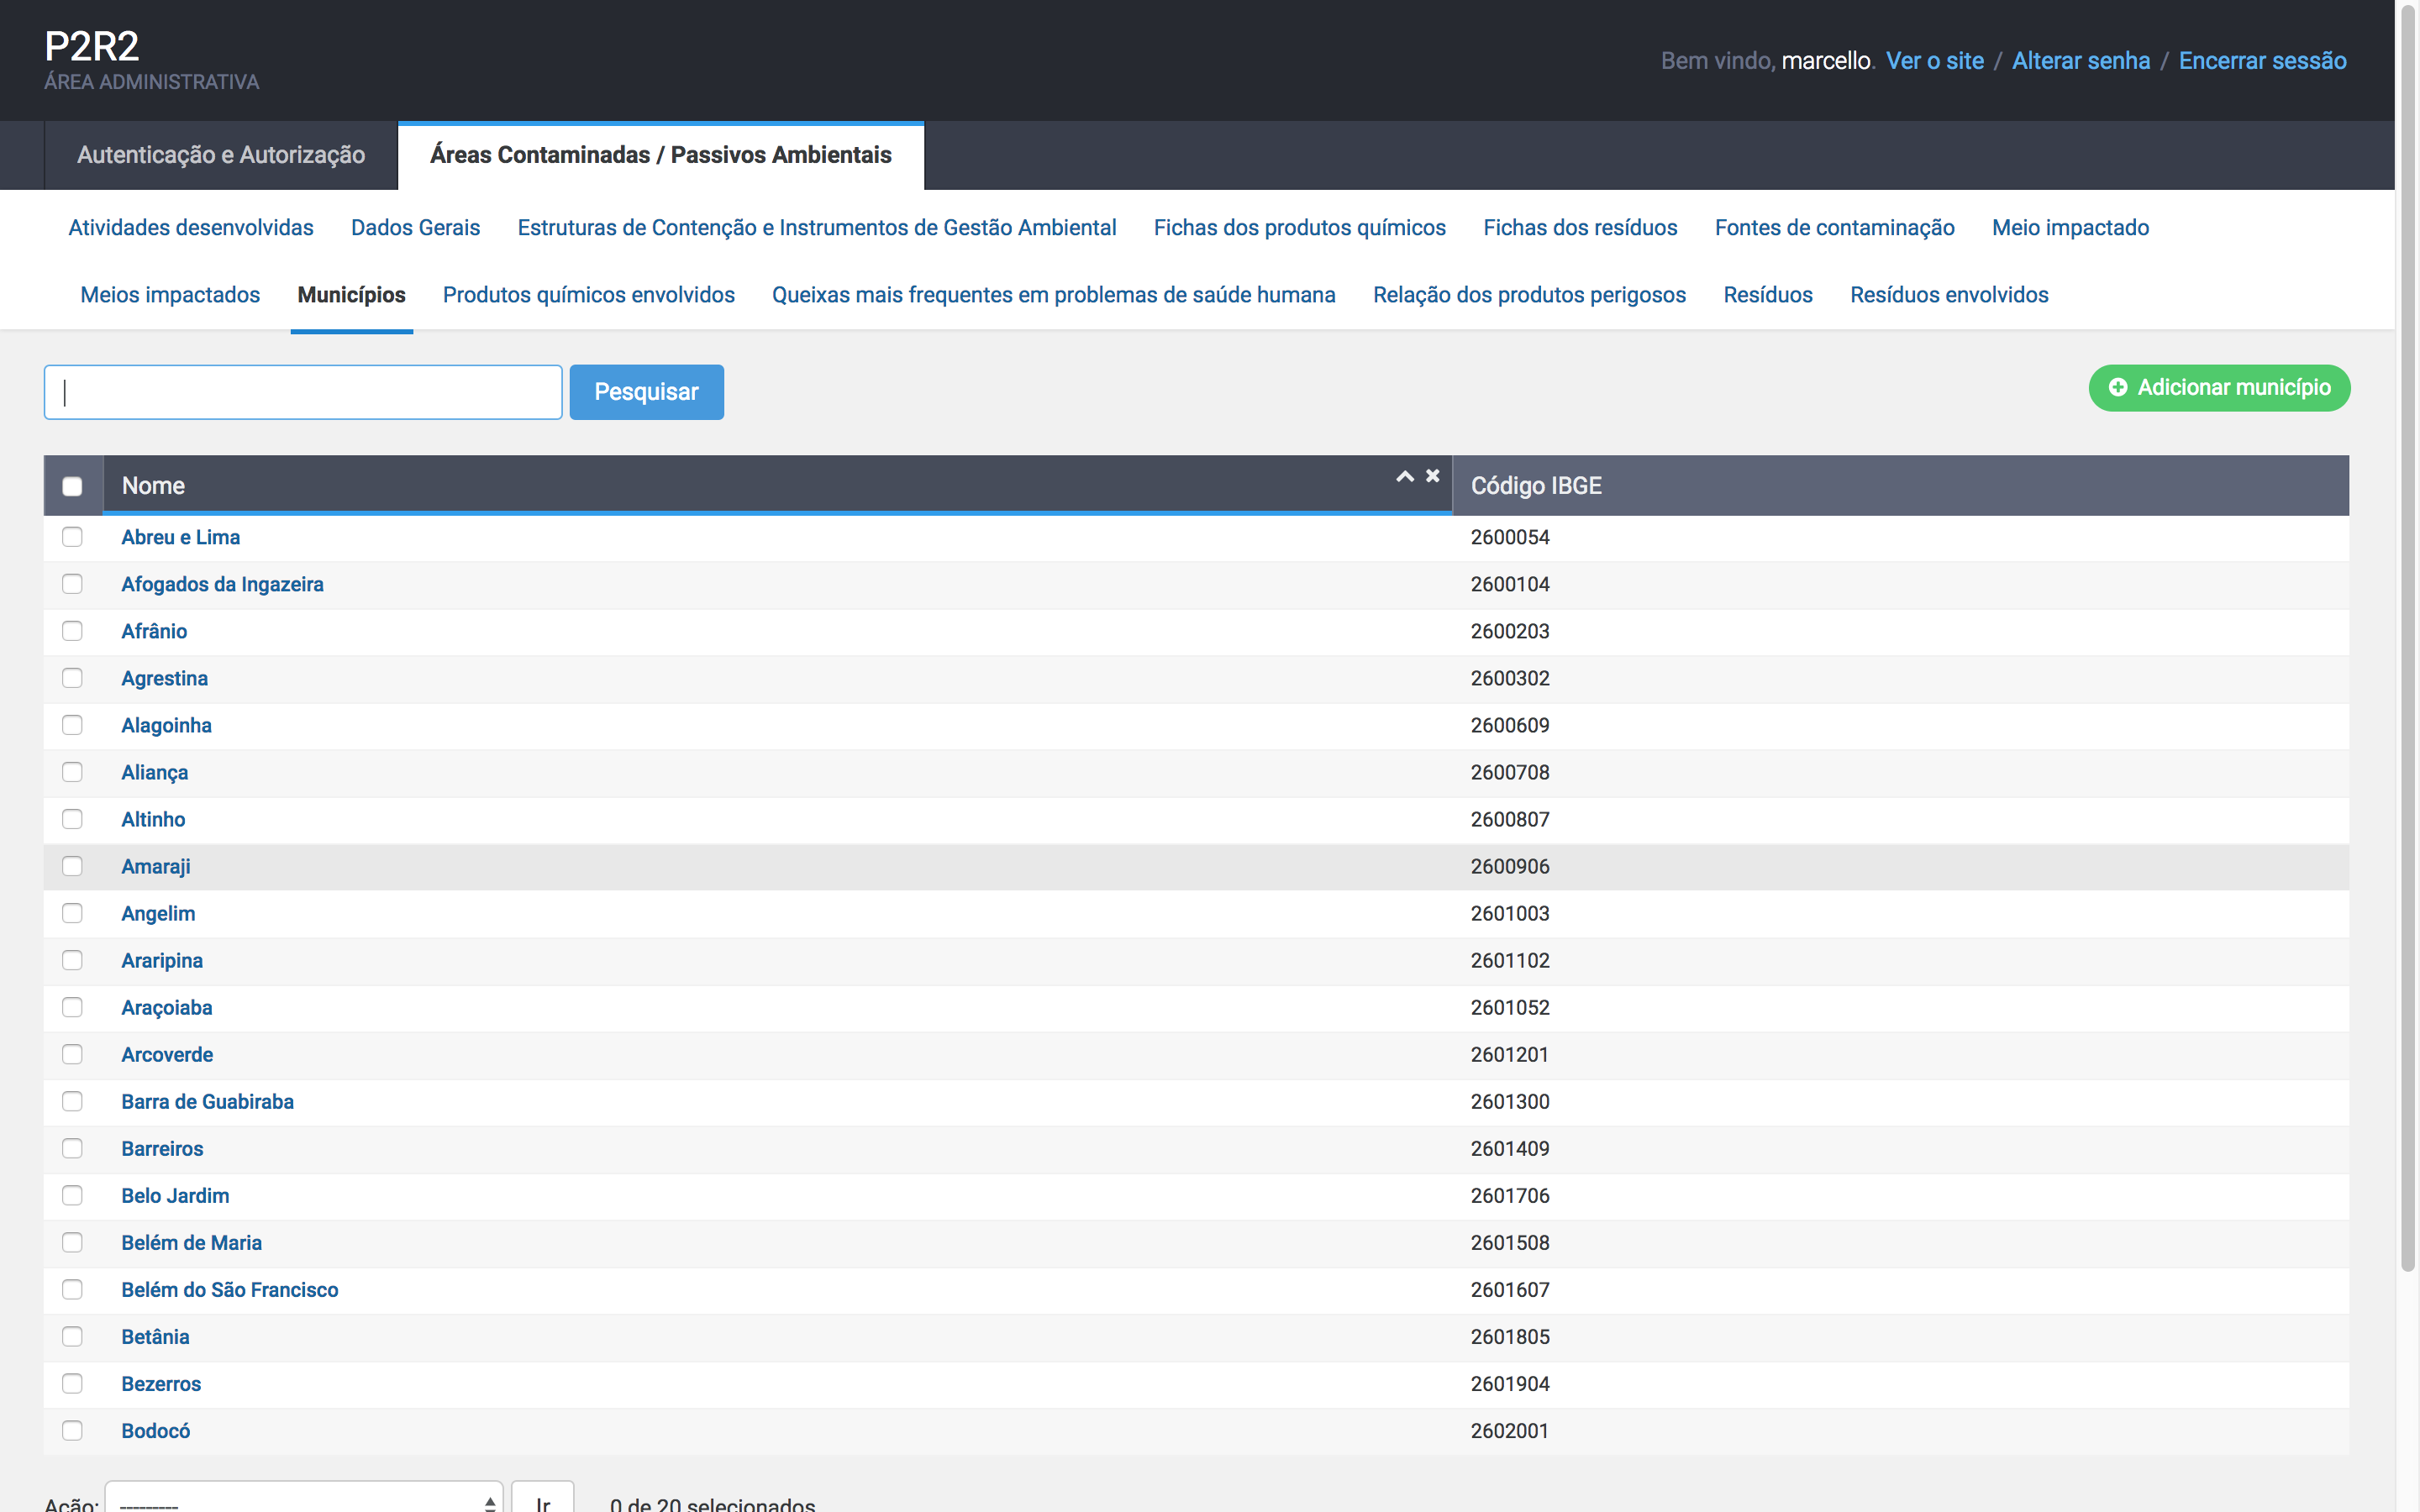 P2R2
ÁREA ADMINISTRATIVA
Bem vindo, marcello. Ver o site / Alterar senha / Encerrar sessão
Autenticação e Autorização Áreas Contaminadas / Passivos Ambientais
Atividades desenvolvidas Dados Gerais Estruturas de Contenção e Instrumentos de Gestão Ambiental Fichas dos produtos químicos Fichas dos resíduos Fontes de contaminação Meio impactado
Meios impactados Municípios Produtos químicos envolvidos Queixas mais frequentes em problemas de saúde humana Relação dos produtos perigosos Resíduos Resíduos envolvidos
Pesquisar Adicionar município
Nome Código IBGE
Abreu e Lima 2600054
Afogados da Ingazeira 2600104
Afrânio 2600203
Agrestina 2600302
Alagoinha 2600609
Aliança 2600708
Altinho 2600807
Amaraji 2600906
Angelim 2601003
Araripina 2601102
Araçoiaba 2601052
Arcoverde 2601201
Barra de Guabiraba 2601300
Barreiros 2601409
Belo Jardim 2601706
Belém de Maria 2601508
Belém do São Francisco 2601607
Betânia 2601805
Bezerros 2601904
Bodocó 2602001
Ação: --------- Ir 0 de 20 selecionados